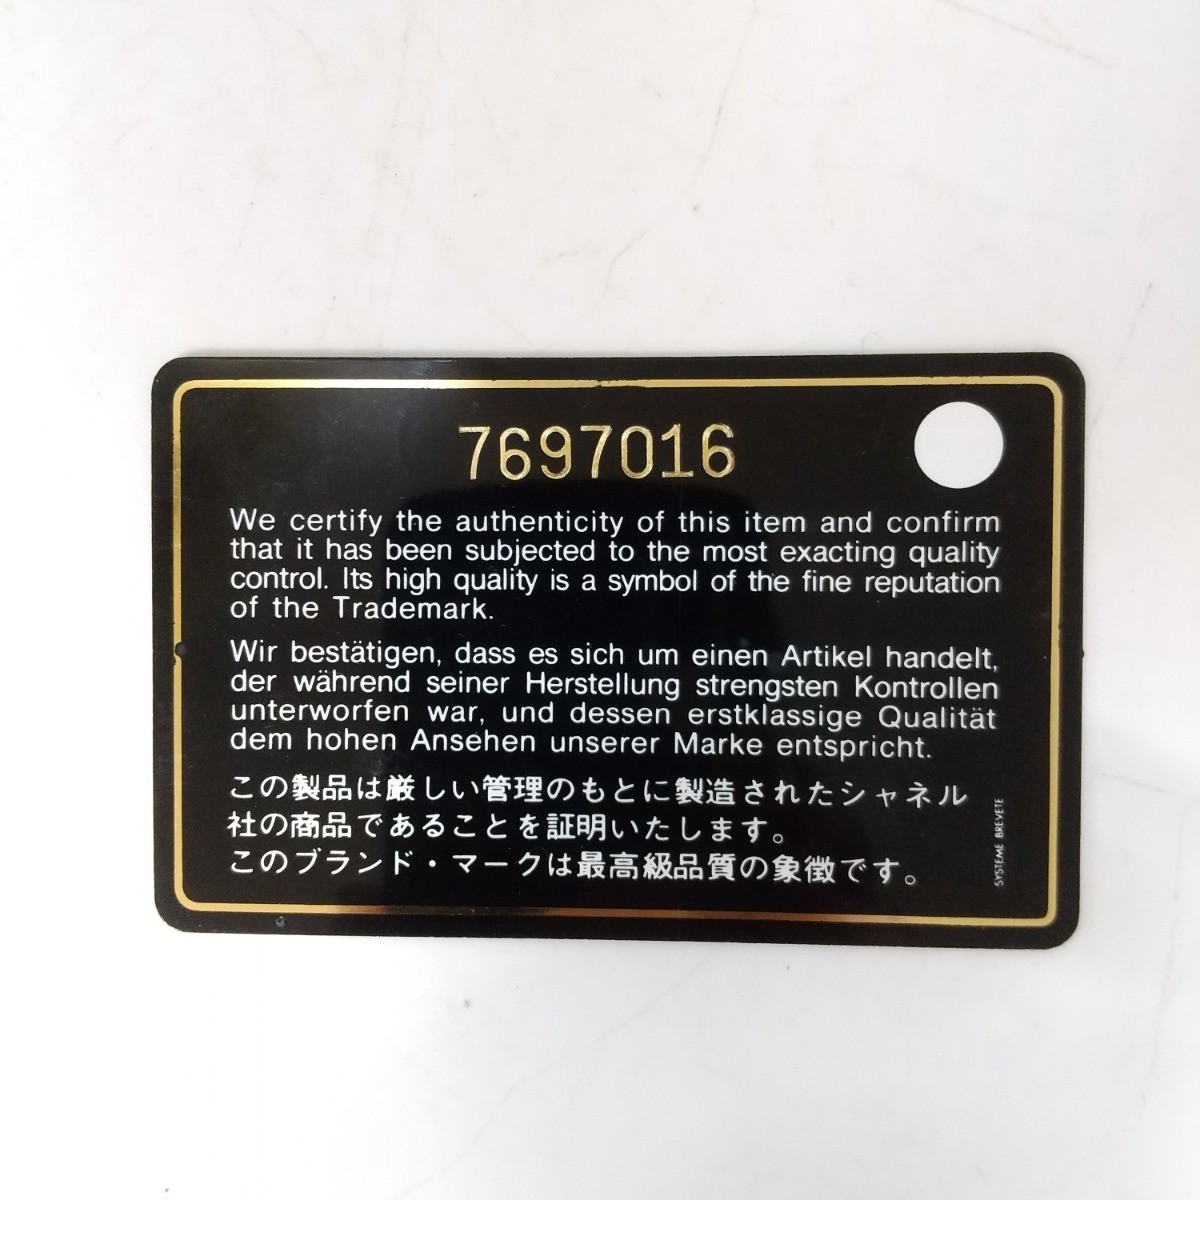 7697016
We certify the authenticity of this item and confirm
that it has been subjected to the most exacting quality
control. Its high quality is a symbol of the fine reputation
of the Trademark.
Wir bestätigen, dass es sich um einen Artikel handelt,
der während seiner Herstellung strengsten Kontrollen
unterworfen war, und dessen erstklassige Qualität
dem hohen Ansehen unserer Marke entspricht.
この製品は厳しい管理のもとに製造されたシャネル
社の商品であることを証明いたします。
このブランド・マークは最高級品質の象徴です。
SYSTEME BREVETE